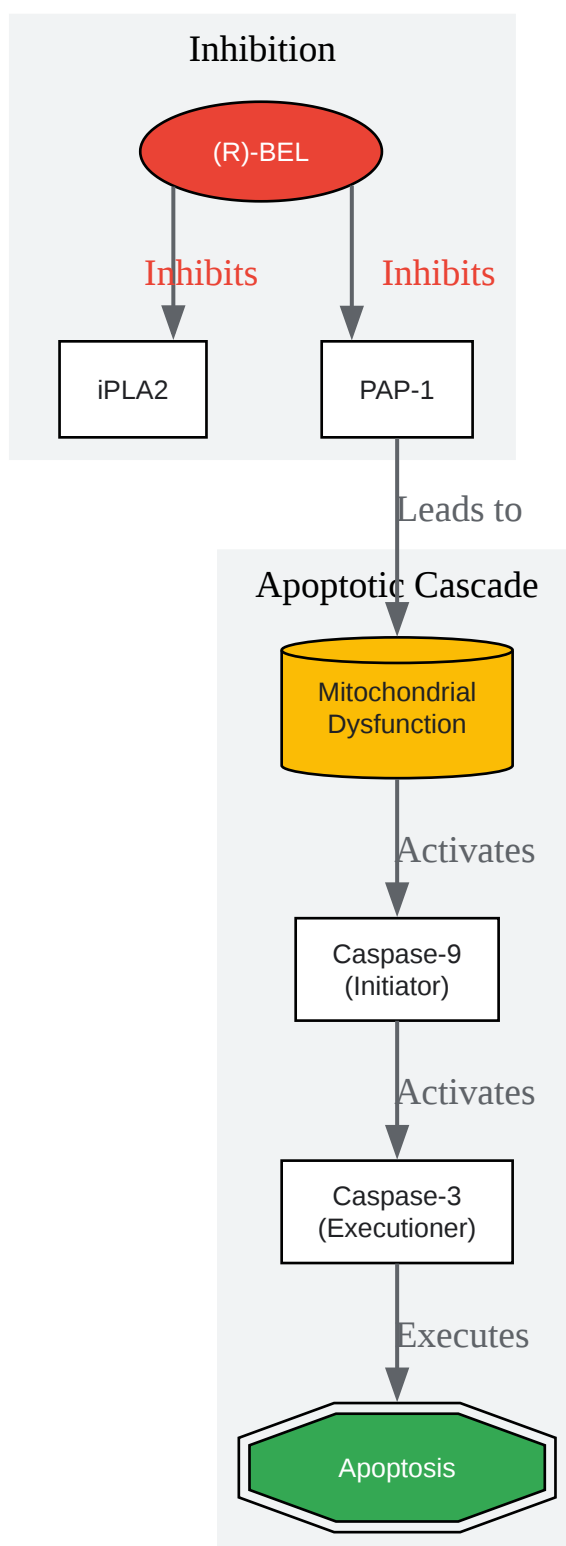 Inhibition
(R)-BEL
Inhibits
Inhibits
iPLA2
PAP-1
Leads to
Apoptotic Cascade
Mitochondrial
Dysfunction
Activates
Caspase-9
(Initiator)
Activates
Caspase-3
(Executioner)
Executes
Apoptosis